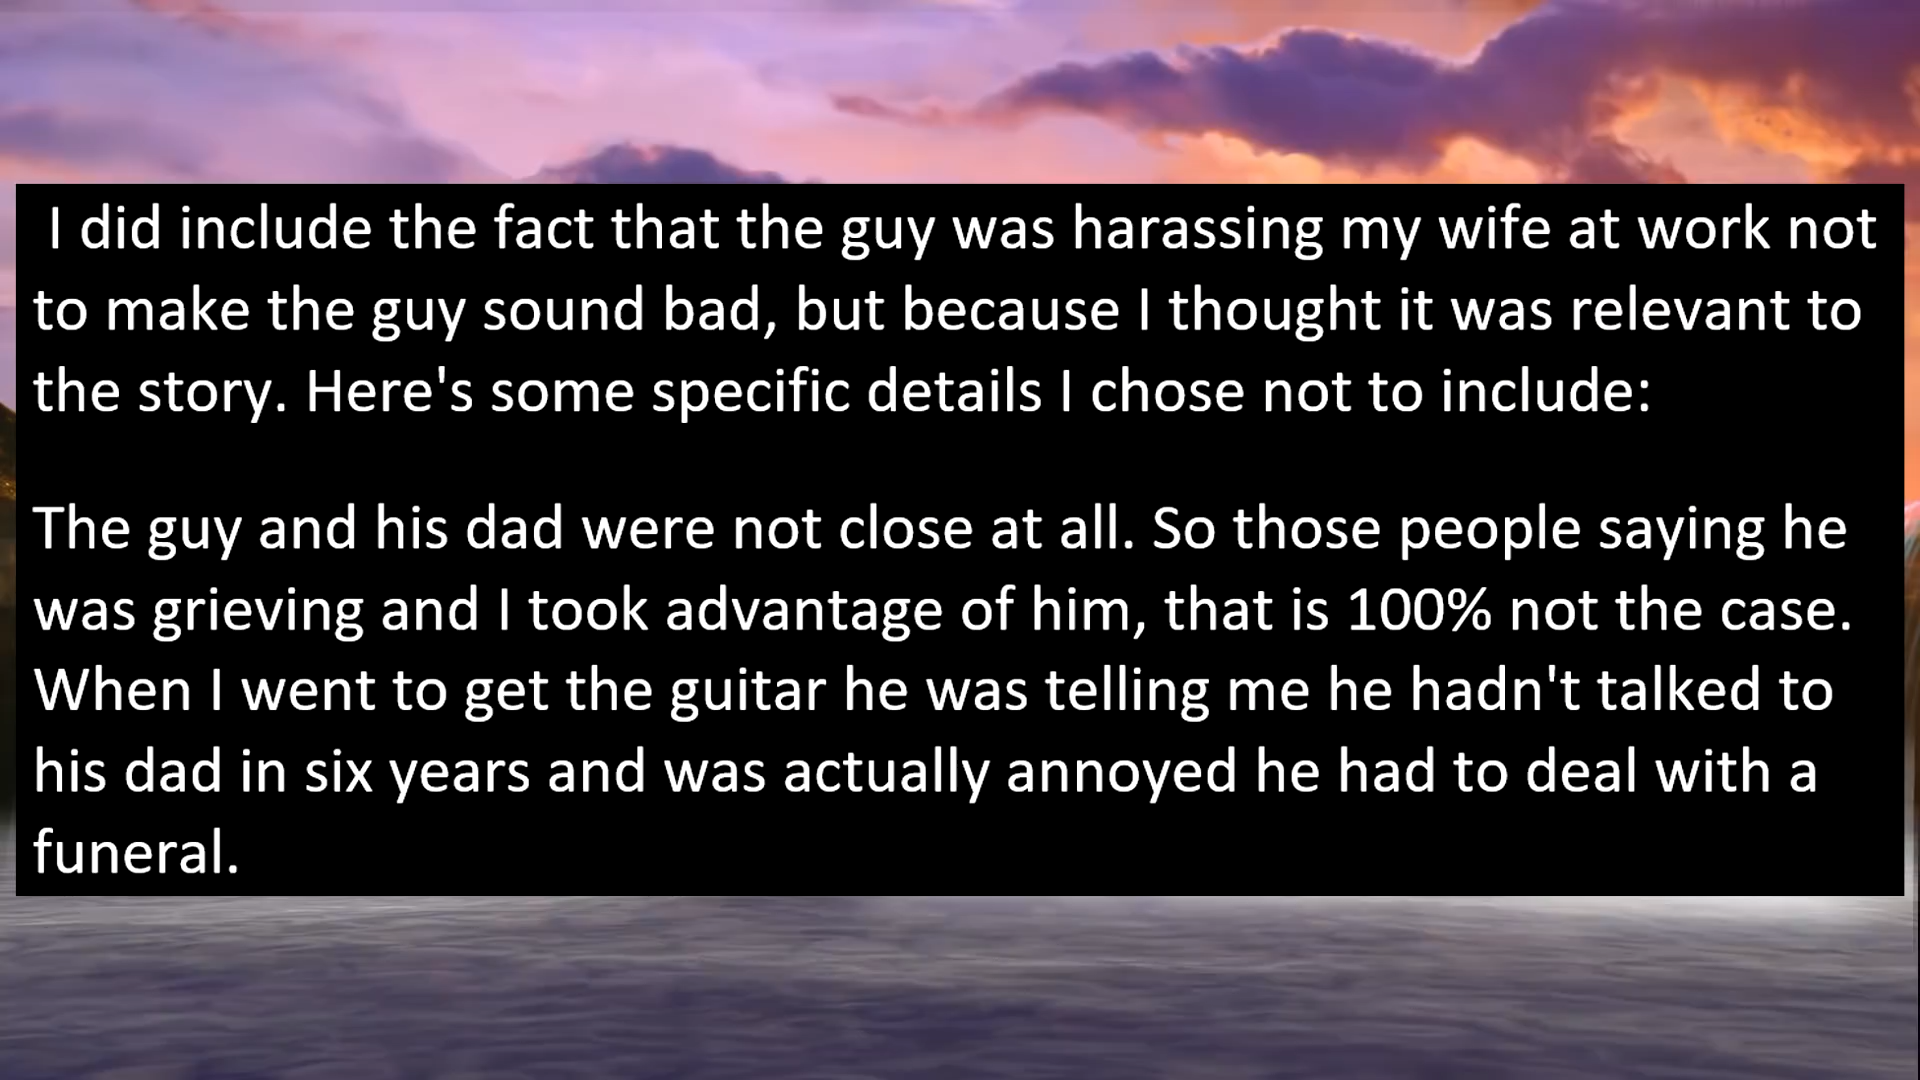 I did include the fact that the guy was harassing my wife at work not
to make the guy sound bad, but because I thought it was relevant to
the story. Here's some specific details I chose not to include:
The guy and his dad were not close at all. So those people saying he
was grieving and I took advantage of him, that is 100% not the case.
When I went to get the guitar he was telling me he hadn't talked to
his dad in six years and was actually annoyed he had to deal with a
funeral.